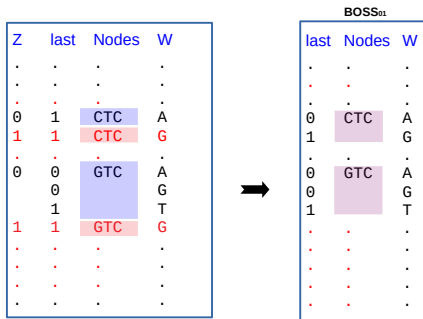 Z last Nodes W
. . . .
. . . .
. . . .
0 1 CTC A
1 1 CTC G
. . . .
0 0 GTC A
0 G
1 T
1 1 GTC G
. . . .
. . . .
. . . .
. . . .
BOSS01
last Nodes W
. . .
. . .
. . .
0 CTC A
1 G
. . .
0 GTC A
0 G
1 T
. . .
. . .
. . .
. . .
. . .